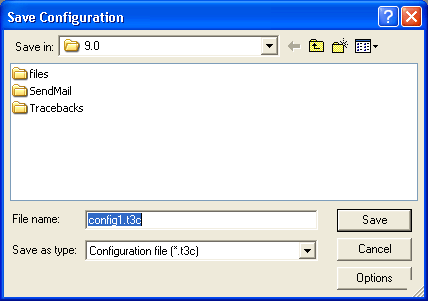 Save Configuration
Save in: 9.0
files
SendMail
Tracebacks
File name: config1.t3c Save
Save as type: Configuration file (*.t3c) Cancel
Options